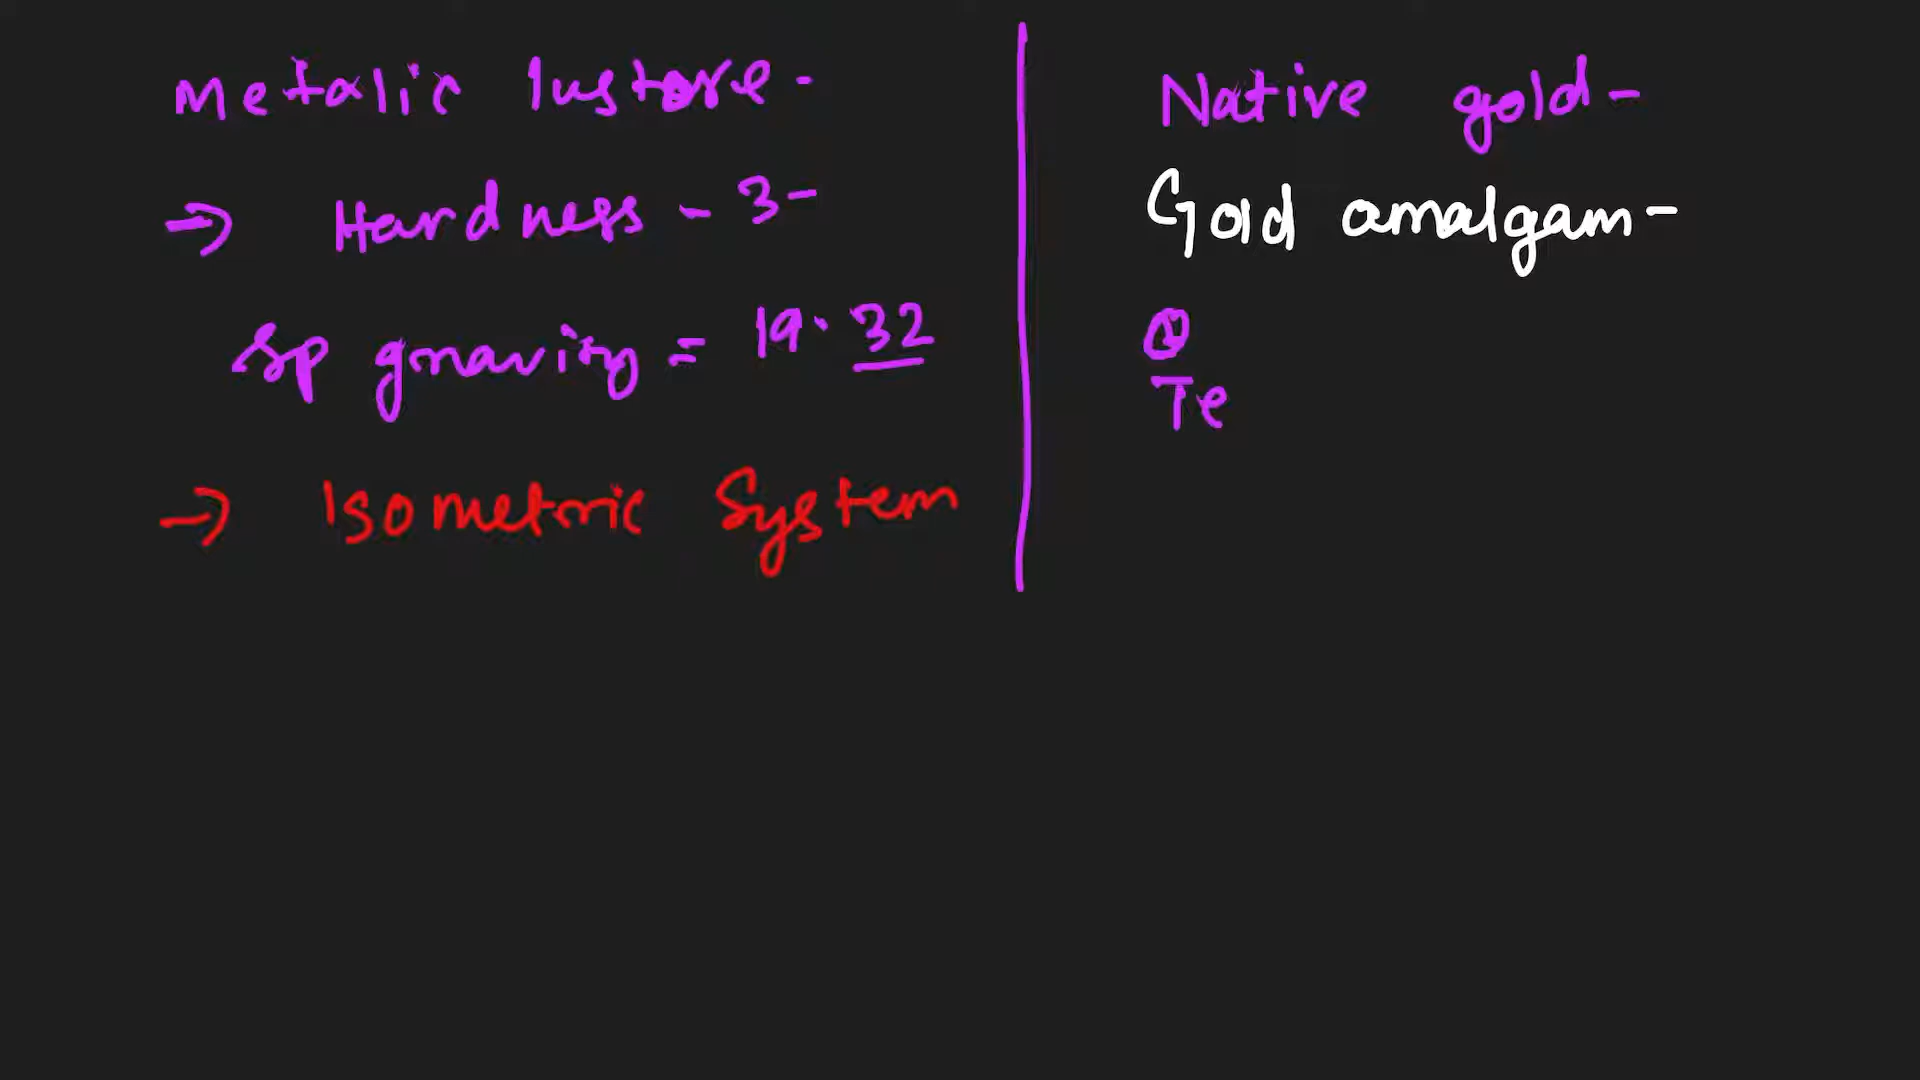 Metalic lustore -
→ Hardness - 3 -
Sp gravity = 19.32
→ Isometric System
Native gold -
Gold amalgam -
Te